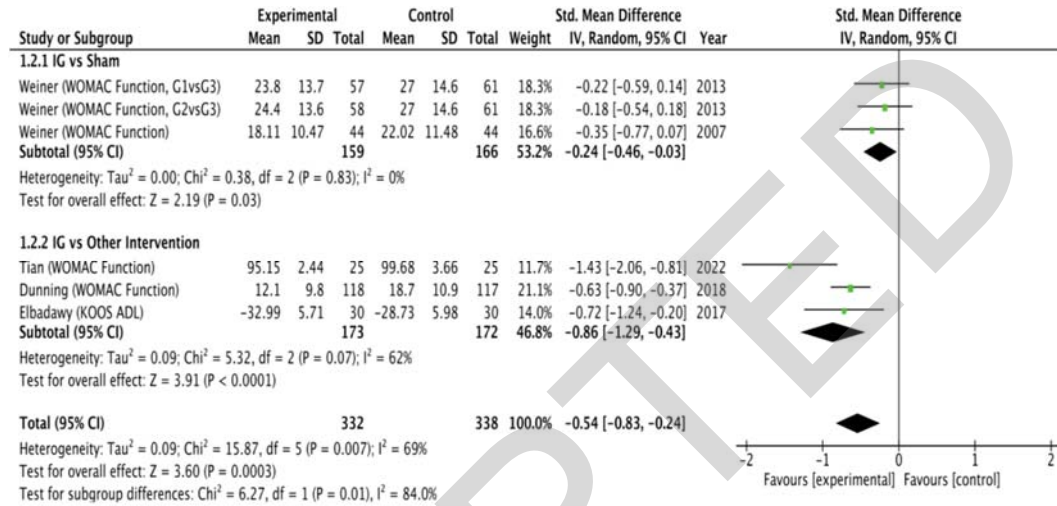 Experimental Control Std. Mean Difference Std. Mean Difference
Study or Subgroup Mean SD Total Mean SD Total Weight IV, Random, 95% CI Year IV, Random, 95% CI
1.2.1 IG vs Sham
Weiner (WOMAC Function, G1vsG3) 23.8 13.7 57 27 14.6 61 18.3% −0.22 [−0.59, 0.14] 2013
Weiner (WOMAC Function, G2vsG3) 24.4 13.6 58 27 14.6 61 18.3% −0.18 [−0.54, 0.18] 2013
Weiner (WOMAC Function) 18.11 10.47 44 22.02 11.48 44 16.6% −0.35 [−0.77, 0.07] 2007
Subtotal (95% CI) 159 166 53.2% −0.24 [−0.46, −0.03]
Heterogeneity: Tau² = 0.00; Chi² = 0.38, df = 2 (P = 0.83); I² = 0%
Test for overall effect: Z = 2.19 (P = 0.03)
1.2.2 IG vs Other Intervention
Tian (WOMAC Function) 95.15 2.44 25 99.68 3.66 25 11.7% −1.43 [−2.06, −0.81] 2022
Dunning (WOMAC Function) 12.1 9.8 118 18.7 10.9 117 21.1% −0.63 [−0.90, −0.37] 2018
Elbadawy (KOOS ADL) −32.99 5.71 30 −28.73 5.98 30 14.0% −0.72 [−1.24, −0.20] 2017
Subtotal (95% CI) 173 172 46.8% −0.86 [−1.29, −0.43]
Heterogeneity: Tau² = 0.09; Chi² = 5.32, df = 2 (P = 0.07); I² = 62%
Test for overall effect: Z = 3.91 (P < 0.0001)
Total (95% CI) 332 338 100.0% −0.54 [−0.83, −0.24]
Heterogeneity: Tau² = 0.09; Chi² = 15.87, df = 5 (P = 0.007); I² = 69%
Test for overall effect: Z = 3.60 (P = 0.0003)
Test for subgroup differences: Chi² = 6.27, df = 1 (P = 0.01), I² = 84.0%
−2 −1 0 1 2
Favours [experimental] Favours [control]
PTED